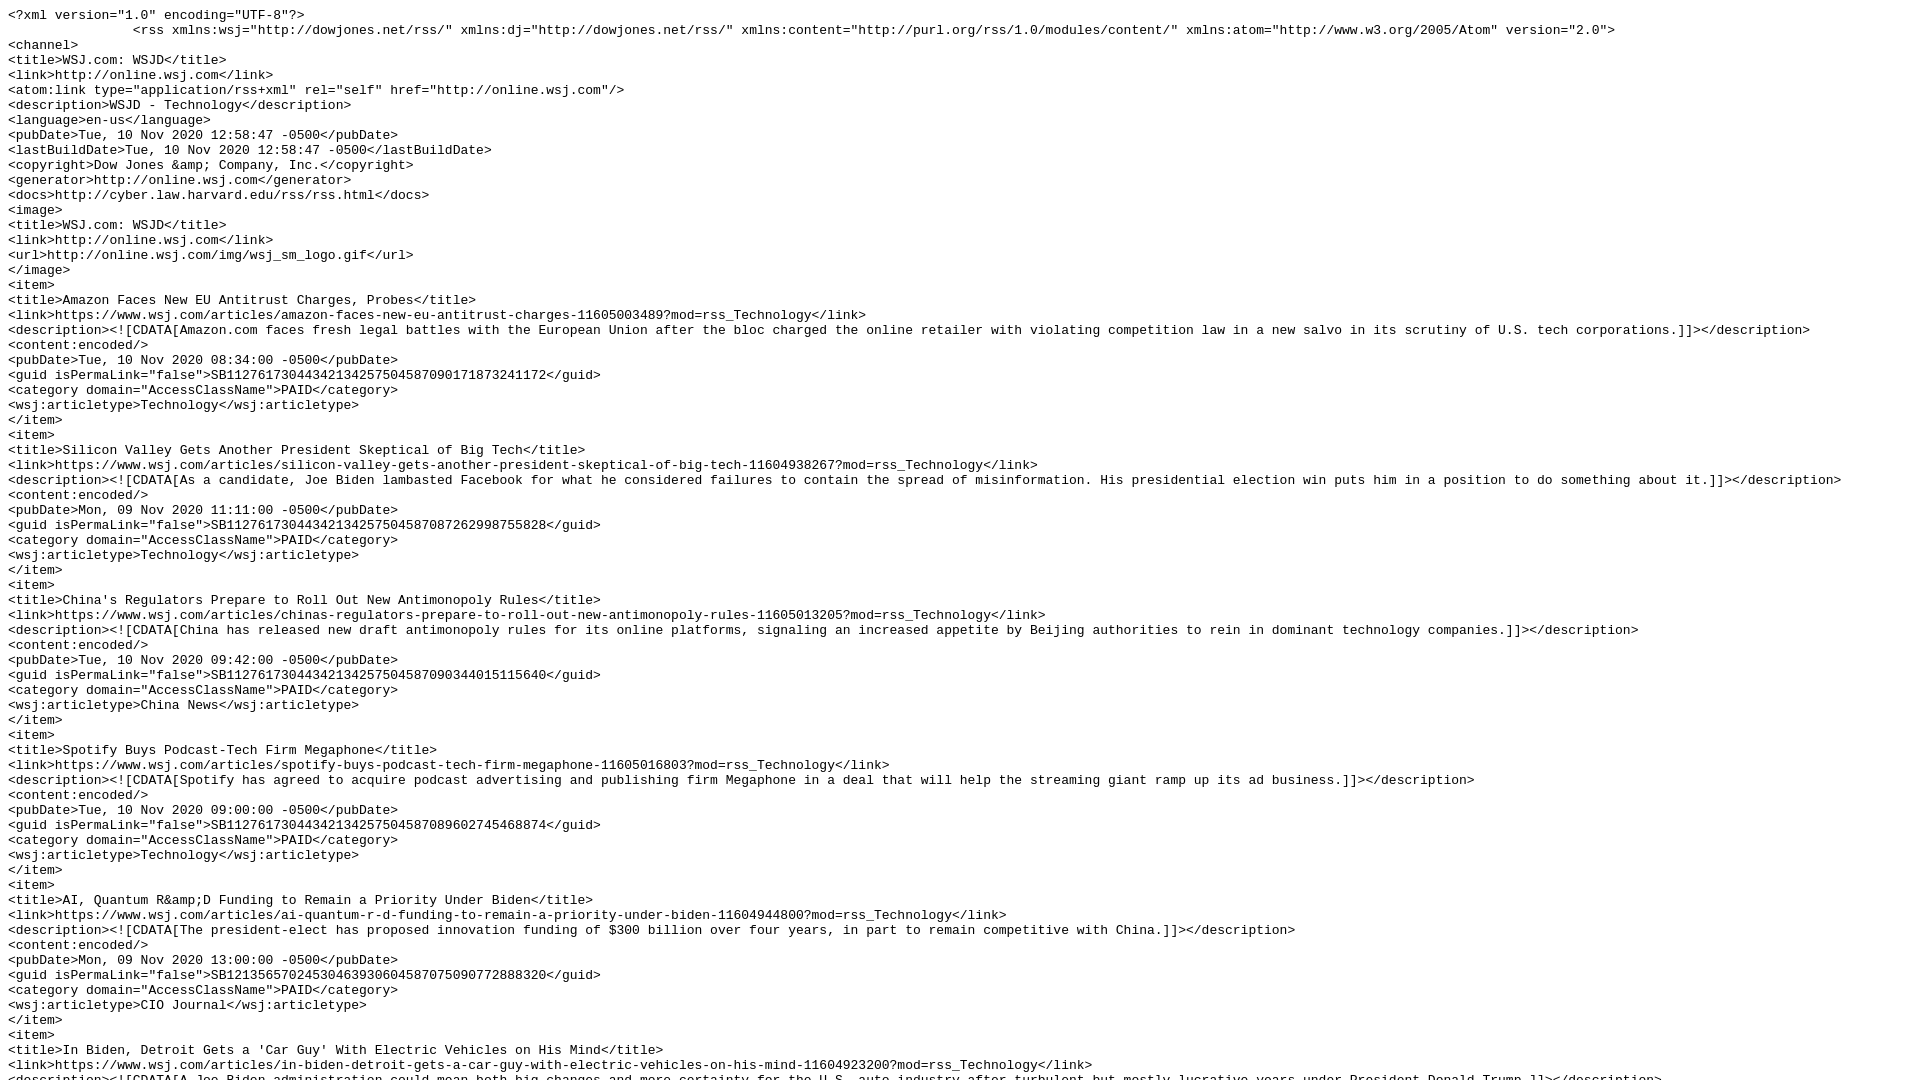 <?xml version="1.0" encoding="UTF-8"?>
<rss xmlns:wsj="http://dowjones.net/rss/" xmlns:dj="http://dowjones.net/rss/" xmlns:content="http://purl.org/rss/1.0/modules/content/" xmlns:atom="http://www.w3.org/2005/Atom" version="2.0">
<channel>
<title>WSJ.com: WSJD</title>
<link>http://online.wsj.com</link>
<atom:link type="application/rss+xml" rel="self" href="http://online.wsj.com"/>
<description>WSJD - Technology</description>
<language>en-us</language>
<pubDate>Tue, 10 Nov 2020 12:58:47 -0500</pubDate>
<lastBuildDate>Tue, 10 Nov 2020 12:58:47 -0500</lastBuildDate>
<copyright>Dow Jones &amp; Company, Inc.</copyright>
<generator>http://online.wsj.com</generator>
<docs>http://cyber.law.harvard.edu/rss/rss.html</docs>
<image>
<title>WSJ.com: WSJD</title>
<link>http://online.wsj.com</link>
<url>http://online.wsj.com/img/wsj_sm_logo.gif</url>
</image>
<item>
<title>Amazon Faces New EU Antitrust Charges, Probes</title>
<link>https://www.wsj.com/articles/amazon-faces-new-eu-antitrust-charges-11605003489?mod=rss_Technology</link>
<description><![CDATA[Amazon.com faces fresh legal battles with the European Union after the bloc charged the online retailer with violating competition law in a new salvo in its scrutiny of U.S. tech corporations.]]></description>
<content:encoded/>
<pubDate>Tue, 10 Nov 2020 08:34:00 -0500</pubDate>
<guid isPermaLink="false">SB11276173044342134257504587090171873241172</guid>
<category domain="AccessClassName">PAID</category>
<wsj:articletype>Technology</wsj:articletype>
</item>
<item>
<title>Silicon Valley Gets Another President Skeptical of Big Tech</title>
<link>https://www.wsj.com/articles/silicon-valley-gets-another-president-skeptical-of-big-tech-11604938267?mod=rss_Technology</link>
<description><![CDATA[As a candidate, Joe Biden lambasted Facebook for what he considered failures to contain the spread of misinformation. His presidential election win puts him in a position to do something about it.]]></description>
<content:encoded/>
<pubDate>Mon, 09 Nov 2020 11:11:00 -0500</pubDate>
<guid isPermaLink="false">SB11276173044342134257504587087262998755828</guid>
<category domain="AccessClassName">PAID</category>
<wsj:articletype>Technology</wsj:articletype>
</item>
<item>
<title>China's Regulators Prepare to Roll Out New Antimonopoly Rules</title>
<link>https://www.wsj.com/articles/chinas-regulators-prepare-to-roll-out-new-antimonopoly-rules-11605013205?mod=rss_Technology</link>
<description><![CDATA[China has released new draft antimonopoly rules for its online platforms, signaling an increased appetite by Beijing authorities to rein in dominant technology companies.]]></description>
<content:encoded/>
<pubDate>Tue, 10 Nov 2020 09:42:00 -0500</pubDate>
<guid isPermaLink="false">SB11276173044342134257504587090344015115640</guid>
<category domain="AccessClassName">PAID</category>
<wsj:articletype>China News</wsj:articletype>
</item>
<item>
<title>Spotify Buys Podcast-Tech Firm Megaphone</title>
<link>https://www.wsj.com/articles/spotify-buys-podcast-tech-firm-megaphone-11605016803?mod=rss_Technology</link>
<description><![CDATA[Spotify has agreed to acquire podcast advertising and publishing firm Megaphone in a deal that will help the streaming giant ramp up its ad business.]]></description>
<content:encoded/>
<pubDate>Tue, 10 Nov 2020 09:00:00 -0500</pubDate>
<guid isPermaLink="false">SB11276173044342134257504587089602745468874</guid>
<category domain="AccessClassName">PAID</category>
<wsj:articletype>Technology</wsj:articletype>
</item>
<item>
<title>AI, Quantum R&amp;D Funding to Remain a Priority Under Biden</title>
<link>https://www.wsj.com/articles/ai-quantum-r-d-funding-to-remain-a-priority-under-biden-11604944800?mod=rss_Technology</link>
<description><![CDATA[The president-elect has proposed innovation funding of $300 billion over four years, in part to remain competitive with China.]]></description>
<content:encoded/>
<pubDate>Mon, 09 Nov 2020 13:00:00 -0500</pubDate>
<guid isPermaLink="false">SB12135657024530463930604587075090772888320</guid>
<category domain="AccessClassName">PAID</category>
<wsj:articletype>CIO Journal</wsj:articletype>
</item>
<item>
<title>In Biden, Detroit Gets a 'Car Guy' With Electric Vehicles on His Mind</title>
<link>https://www.wsj.com/articles/in-biden-detroit-gets-a-car-guy-with-electric-vehicles-on-his-mind-11604923200?mod=rss_Technology</link>
<description><![CDATA[A Joe Biden administration could mean both big changes and more certainty for the U.S. auto industry after turbulent but mostly lucrative years under President Donald Trump.]]></description>